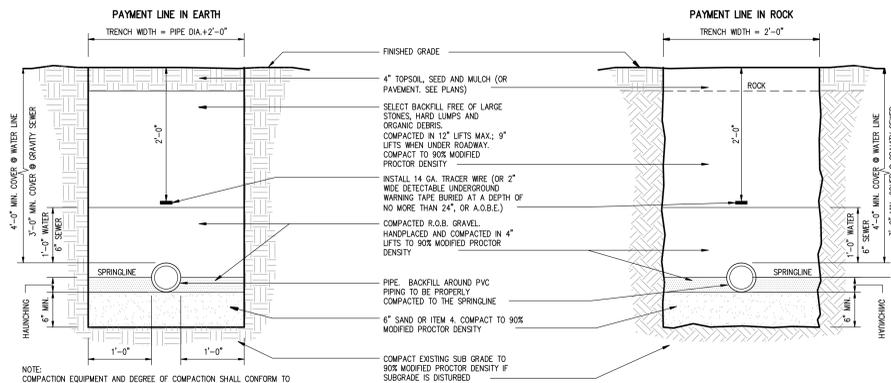 PAYMENT LINE IN EARTH
TRENCH WIDTH = PIPE DIA.+2'-0"
4'-0" MIN. COVER @ WATER LINE
3'-0" MIN. COVER @ GRAVITY SEWER
2'-0"
1'-0" WATER
6" SEWER
SPRINGLINE
HAUNCHING
6" MIN.
1'-0"
1'-0"
NOTE:
COMPACTION EQUIPMENT AND DEGREE OF COMPACTION SHALL CONFORM TO
FINISHED GRADE
4" TOPSOIL, SEED AND MULCH (OR
PAVEMENT. SEE PLANS)
SELECT BACKFILL FREE OF LARGE
STONES, HARD LUMPS AND
ORGANIC DEBRIS.
COMPACTED IN 12" LIFTS MAX.; 9"
LIFTS WHEN UNDER ROADWAY.
COMPACT TO 90% MODIFIED
PROCTOR DENSITY
INSTALL 14 GA. TRACER WIRE (OR 2"
WIDE DETECTABLE UNDERGROUND
WARNING TAPE BURIED AT A DEPTH OF
NO MORE THAN 24", OR A.O.B.E.)
COMPACTED R.O.B. GRAVEL.
HANDPLACED AND COMPACTED IN 4"
LIFTS TO 90% MODIFIED PROCTOR
DENSITY
PIPE. BACKFILL AROUND PVC
PIPING TO BE PROPERLY
COMPACTED TO THE SPRINGLINE
6" SAND OR ITEM 4. COMPACT TO 90%
MODIFIED PROCTOR DENSITY
COMPACT EXISTING SUB GRADE TO
90% MODIFIED PROCTOR DENSITY IF
SUBGRADE IS DISTURBED
PAYMENT LINE IN ROCK
TRENCH WIDTH = 2'-0"
ROCK
2'-0"
SPRINGLINE
6" MIN.
1'-0" WATER
6" SEWER
HAUNCHING
4'-0" MIN. COVER @ WATER LINE